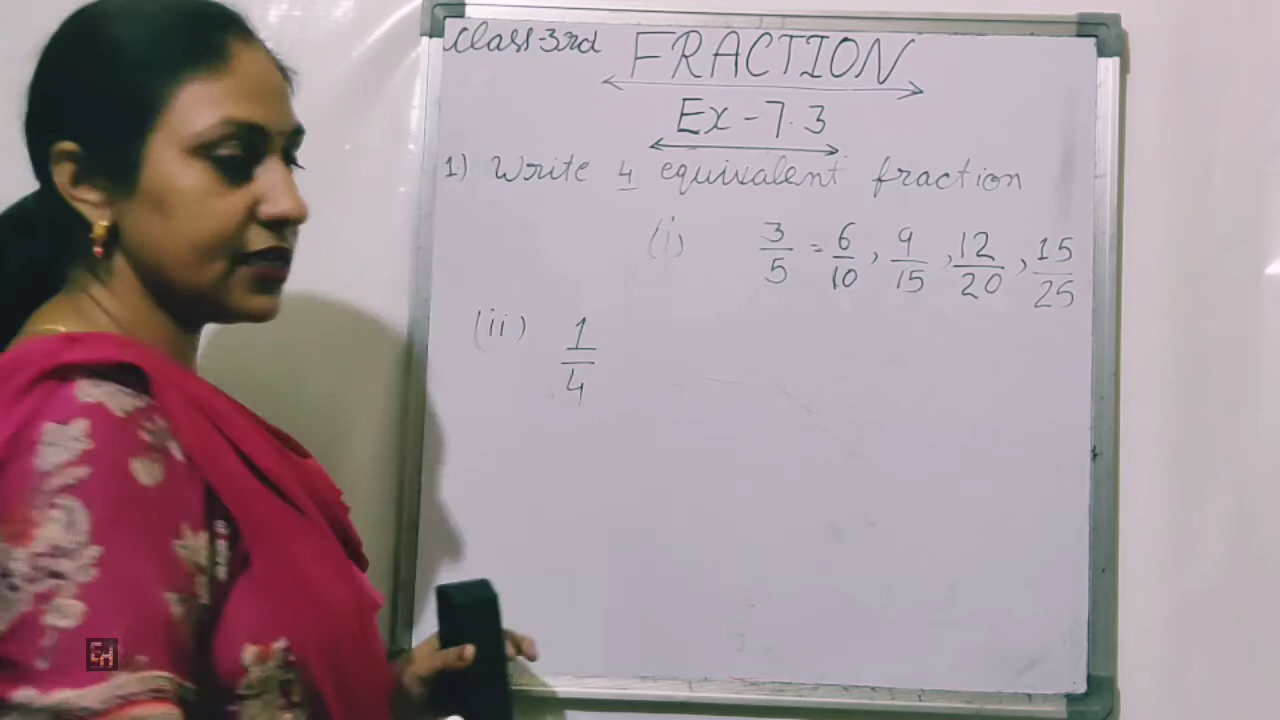 Class 3rd FRACTION
Ex-7.3
1) Write 4 equivalent fraction
(i) 3/5 = 6/10, 9/15, 12/20, 15/25
(ii) 1/4
EH